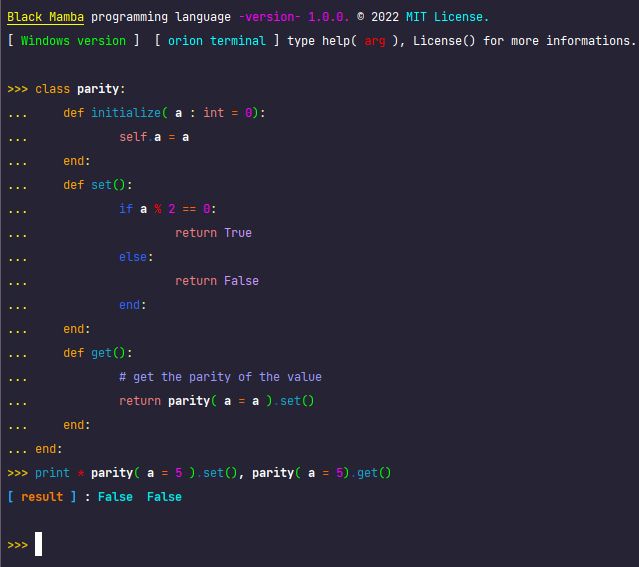 Black Mamba programming language -version- 1.0.0. © 2022 MIT License.
[ Windows version ]  [ orion terminal ] type help( arg ), License() for more informations.
>>> class parity:
...     def initialize( a : int = 0):
...             self.a = a
...     end:
...     def set():
...             if a % 2 == 0:
...                     return True
...             else:
...                     return False
...             end:
...     end:
...     def get():
...             # get the parity of the value
...             return parity( a = a ).set()
...     end:
... end:
>>> print * parity( a = 5 ).set(), parity( a = 5).get()
[ result ] : False  False
>>>